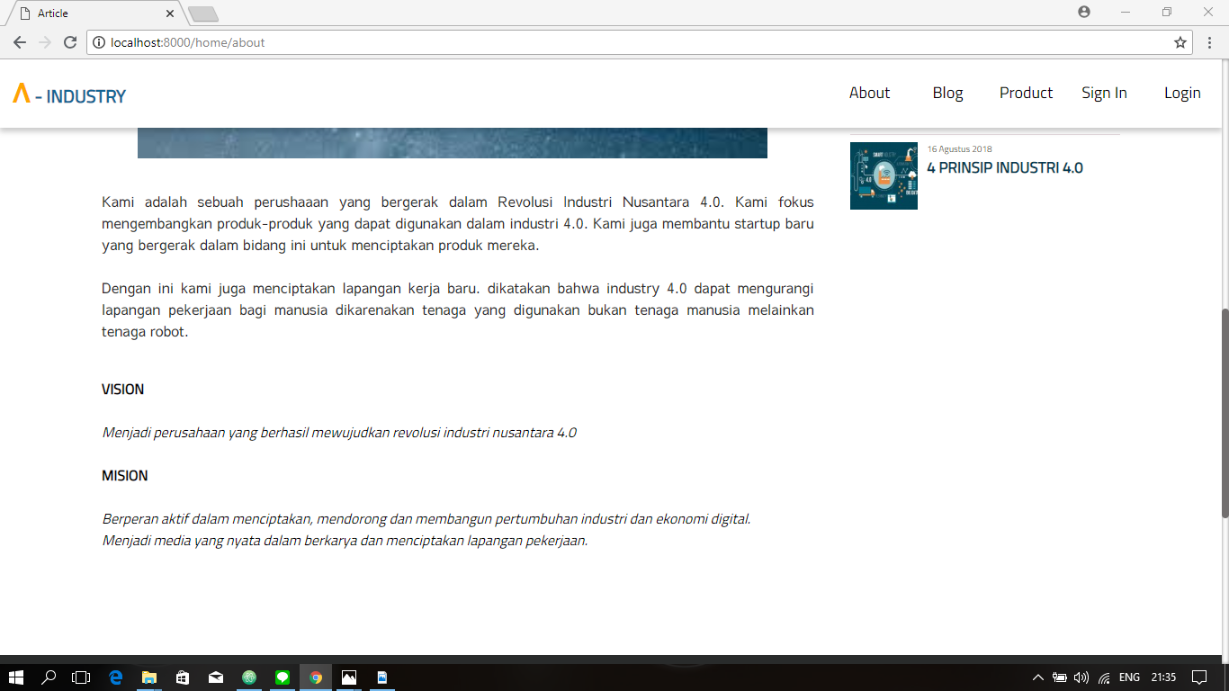 Article
localhost:8000/home/about
Λ - INDUSTRY
About
Blog
Product
Sign In
Login
16 Agustus 2018
4 PRINSIP INDUSTRI 4.0
Kami adalah sebuah perushaaan yang bergerak dalam Revolusi Industri Nusantara 4.0. Kami fokus
mengembangkan produk-produk yang dapat digunakan dalam industri 4.0. Kami juga membantu startup baru
yang bergerak dalam bidang ini untuk menciptakan produk mereka.
Dengan ini kami juga menciptakan lapangan kerja baru. dikatakan bahwa industry 4.0 dapat mengurangi
lapangan pekerjaan bagi manusia dikarenakan tenaga yang digunakan bukan tenaga manusia melainkan
tenaga robot.
VISION
Menjadi perusahaan yang berhasil mewujudkan revolusi industri nusantara 4.0
MISION
Berperan aktif dalam menciptakan, mendorong dan membangun pertumbuhan industri dan ekonomi digital.
Menjadi media yang nyata dalam berkarya dan menciptakan lapangan pekerjaan.
ENG
21:35